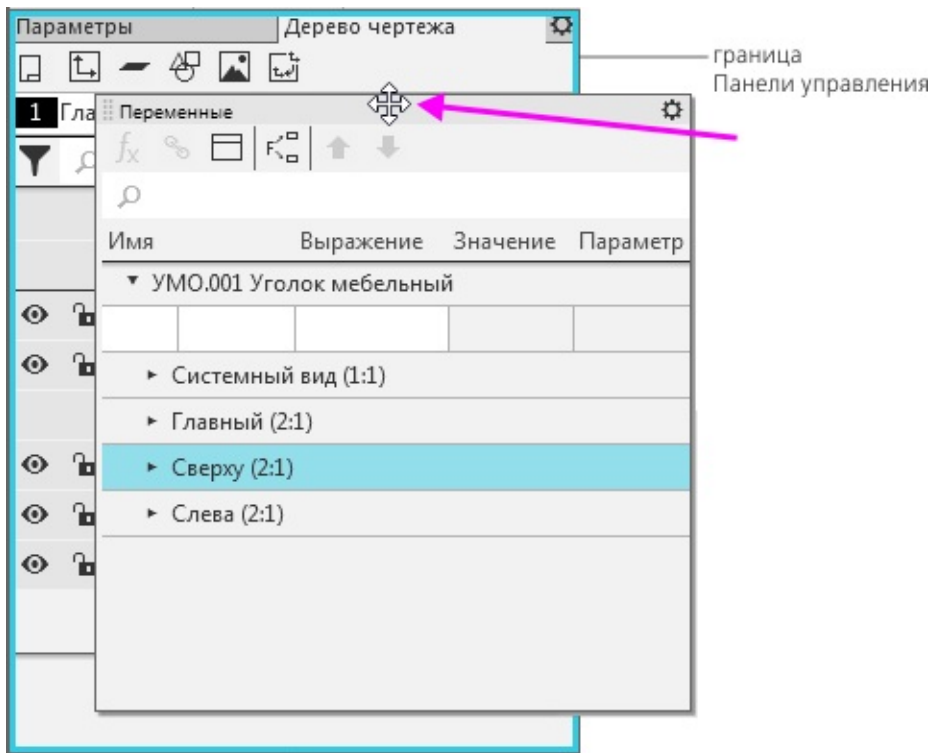 Параметры
Дерево чертежа
граница
Панели управления
1 Гла
Переменные
Имя Выражение Значение Параметр
УМО.001 Уголок мебельный
Системный вид (1:1)
Главный (2:1)
Сверху (2:1)
Слева (2:1)